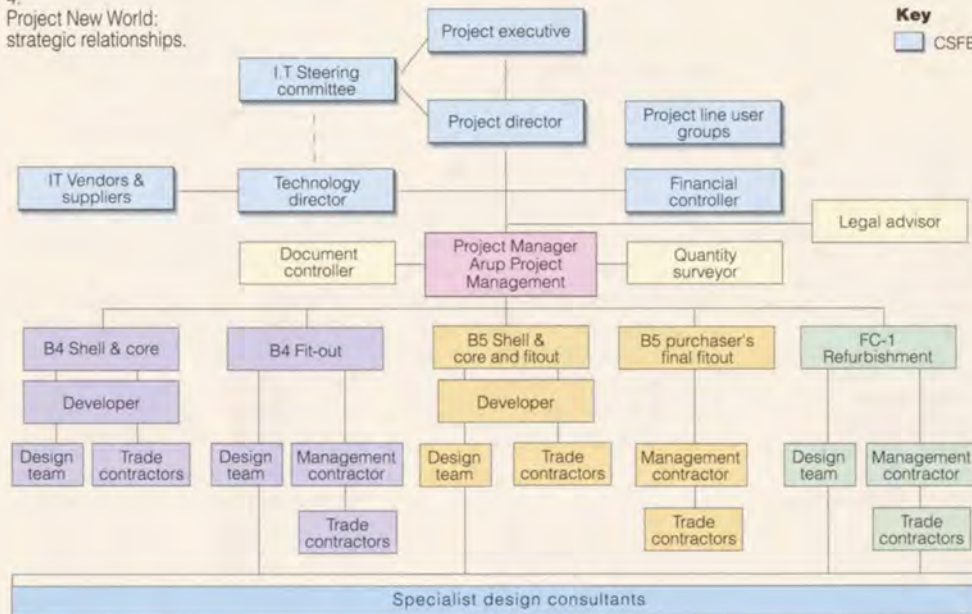 4.
Project New World:
strategic relationships.
Key
CSFB
Project executive
I.T Steering
committee
Project director
Project line user
groups
IT Vendors &
suppliers
Technology
director
Financial
controller
Legal advisor
Document
controller
Project Manager
Arup Project
Management
Quantity
surveyor
B4 Shell & core
B4 Fit-out
B5 Shell &
core and fitout
B5 purchaser's
final fitout
FC-1
Refurbishment
Developer
Developer
Design
team
Trade
contractors
Design
team
Management
contractor
Design
team
Trade
contractors
Management
contractor
Design
team
Management
contractor
Trade
contractors
Trade
contractors
Trade
contractors
Specialist design consultants